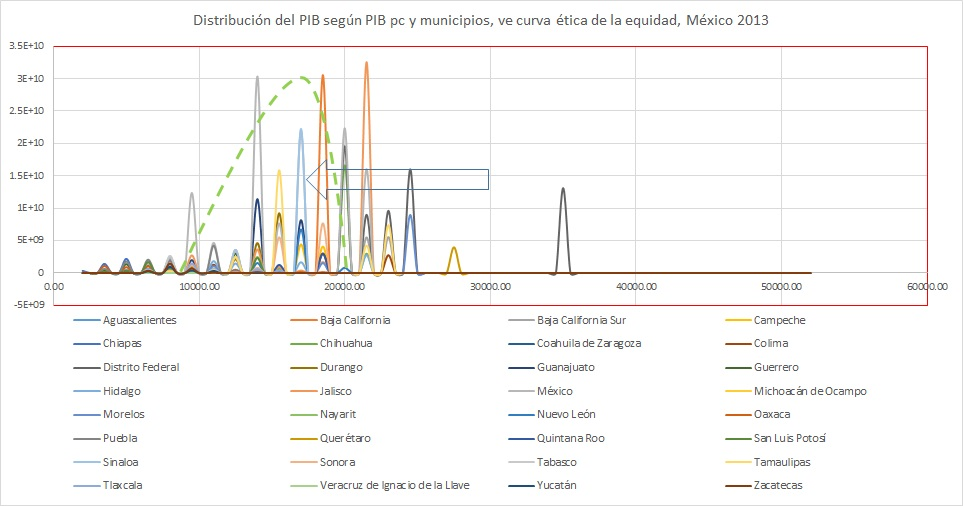 Distribución del PIB según PIB pc y municipios, ve curva ética de la equidad, México 2013
3.5E+10
3E+10
2.5E+10
2E+10
1.5E+10
1E+10
5E+09
0
-5E+09
0.00 10000.00 20000.00 30000.00 40000.00 50000.00 60000.00
Aguascalientes Baja California Baja California Sur Campeche
Chiapas Chihuahua Coahuila de Zaragoza Colima
Distrito Federal Durango Guanajuato Guerrero
Hidalgo Jalisco México Michoacán de Ocampo
Morelos Nayarit Nuevo León Oaxaca
Puebla Querétaro Quintana Roo San Luis Potosí
Sinaloa Sonora Tabasco Tamaulipas
Tlaxcala Veracruz de Ignacio de la Llave Yucatán Zacatecas